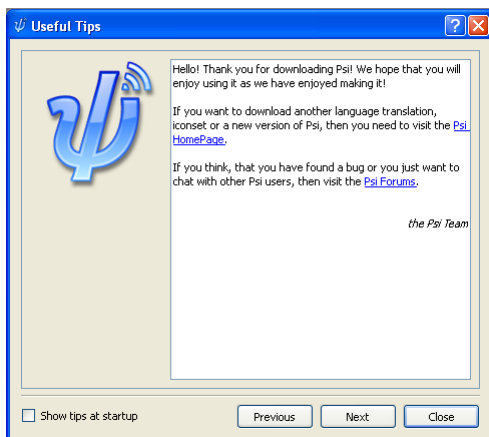 Useful Tips
Hello! Thank you for downloading Psi! We hope that you will
enjoy using it as we have enjoyed making it!
If you want to download another language translation,
iconset or a new version of Psi, then you need to visit the Psi
HomePage.
If you think, that you have found a bug or you just want to
chat with other Psi users, then visit the Psi Forums.
the Psi Team
Show tips at startup
Previous
Next
Close